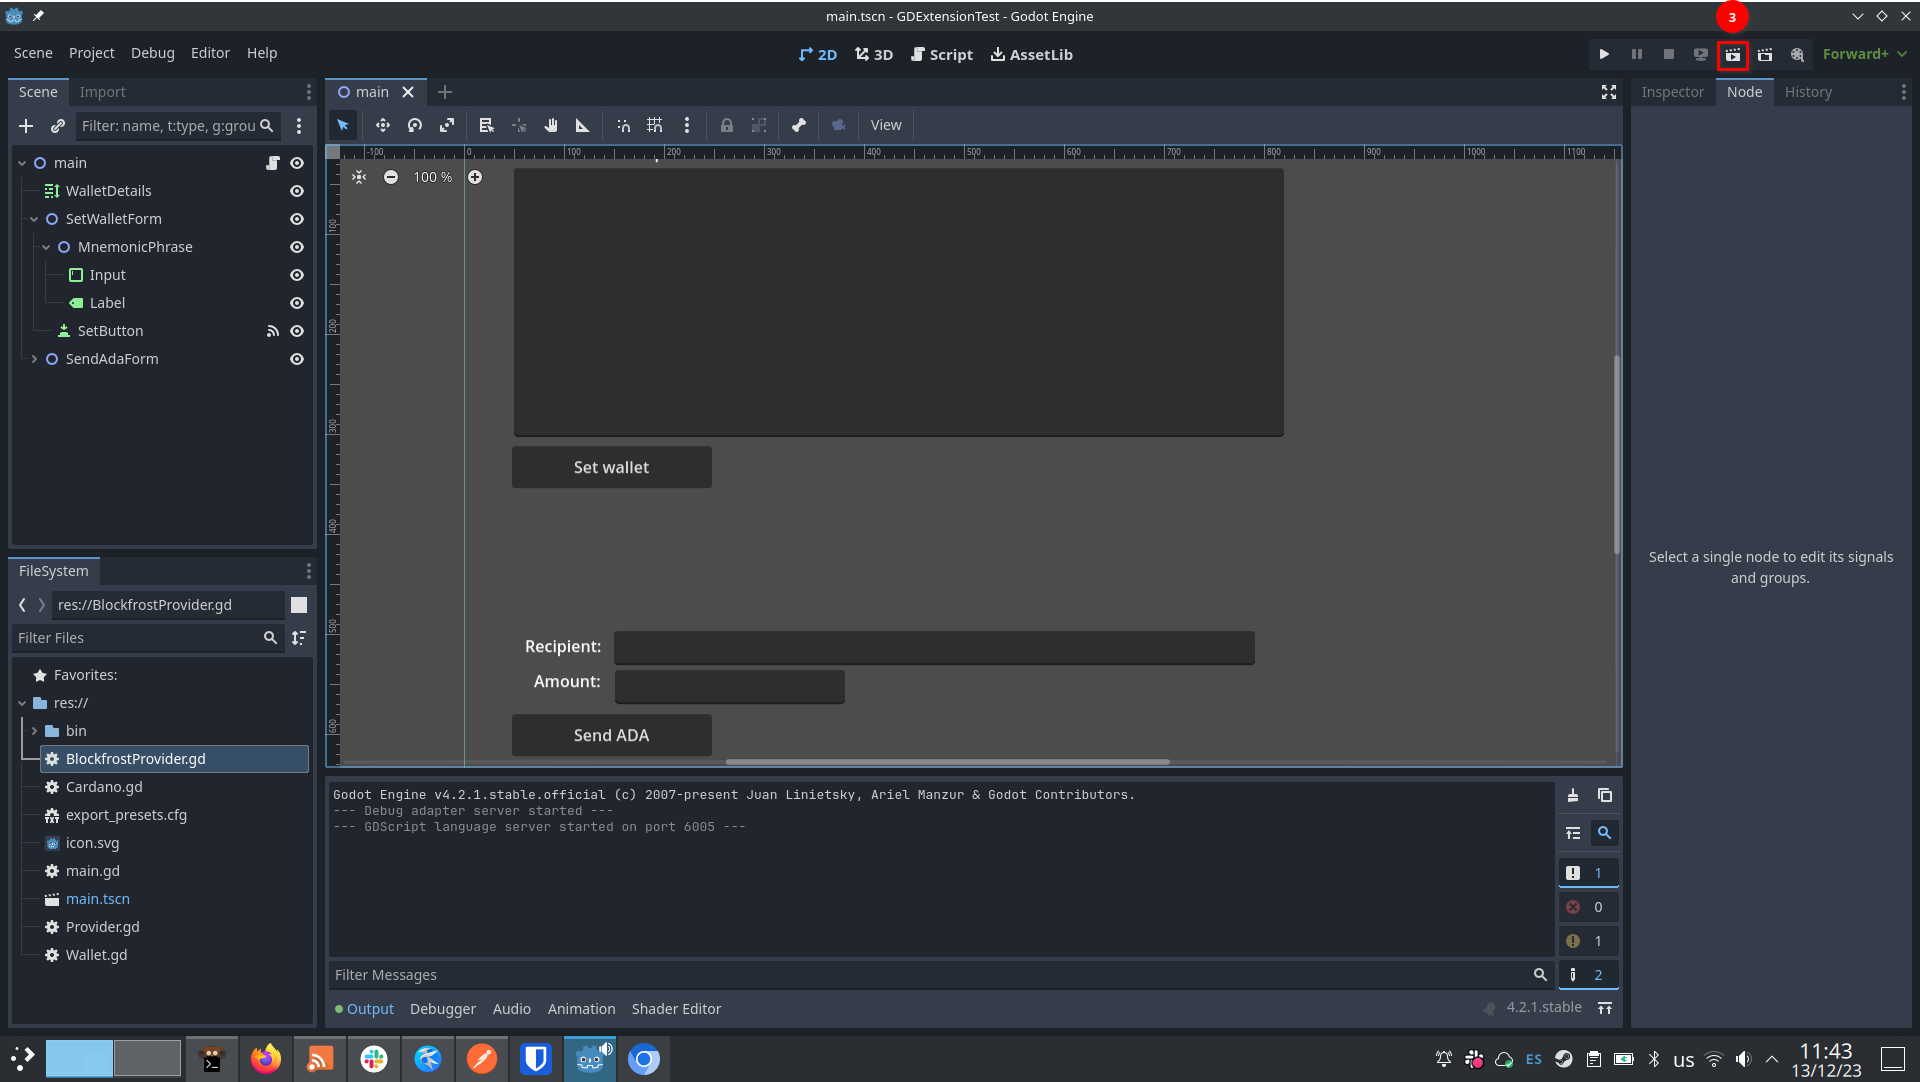 main.tscn - GDExtensionTest - Godot Engine
3
Scene Project Debug Editor Help
2D 3D Script AssetLib
Forward+
Scene Import
main
Inspector Node History
Filter: name, t:type, g:grou
View
main
WalletDetails
SetWalletForm
MnemonicPhrase
Input
Label
SetButton
SendAdaForm
-100 0 100 200 300 400 500 600 700 800 900 1000 1100
100 %
100
200
300
400
500
600
Set wallet
Recipient:
Amount:
Send ADA
Select a single node to edit its signals
and groups.
FileSystem
res://BlockfrostProvider.gd
Filter Files
Favorites:
res://
bin
BlockfrostProvider.gd
Cardano.gd
export_presets.cfg
icon.svg
main.gd
main.tscn
Provider.gd
Wallet.gd
Godot Engine v4.2.1.stable.official (c) 2007-present Juan Linietsky, Ariel Manzur & Godot Contributors.
--- Debug adapter server started ---
--- GDScript language server started on port 6005 ---
1
0
1
2
Filter Messages
Output Debugger Audio Animation Shader Editor
4.2.1.stable
ES
us
11:43
13/12/23